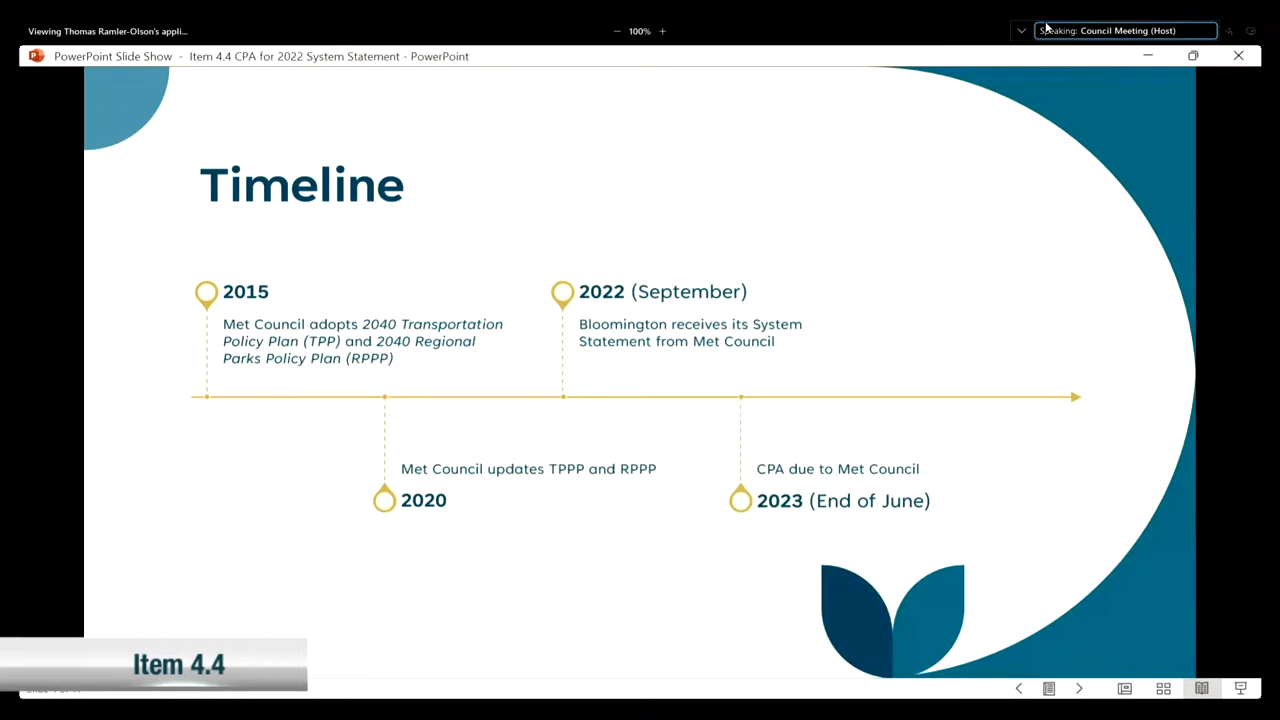 Viewing Thomas Ramler-Olson's appli...
100%
Speaking: Council Meeting (Host)
PowerPoint Slide Show - Item 4.4 CPA for 2022 System Statement - PowerPoint
Timeline
2015
Met Council adopts 2040 Transportation
Policy Plan (TPP) and 2040 Regional
Parks Policy Plan (RPPP)
2022 (September)
Bloomington receives its System
Statement from Met Council
Met Council updates TPPP and RPPP
2020
CPA due to Met Council
2023 (End of June)
Item 4.4